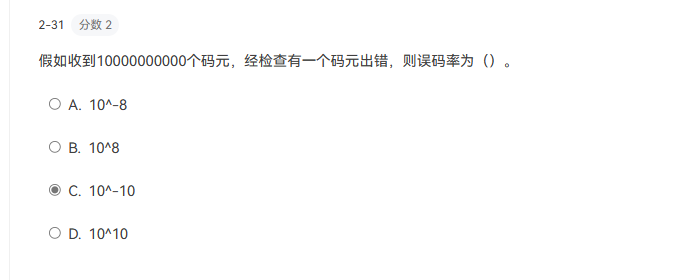 2-31 分数 2
假如收到10000000000个码元，经检查有一个码元出错，则误码率为（）。
A. 10^-8
B. 10^8
C. 10^-10
D. 10^10